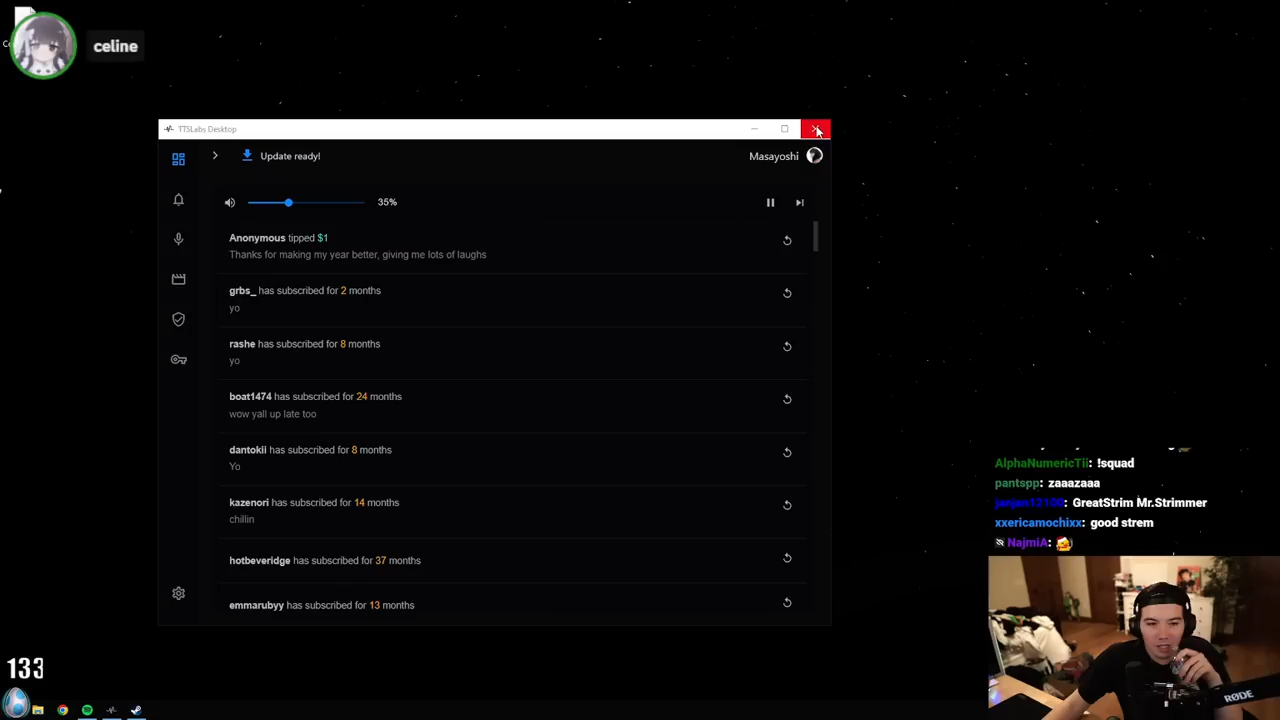 celine
TTSLabs Desktop
Update ready!
Masayoshi
35%
Anonymous tipped $1
Thanks for making my year better, giving me lots of laughs
grbs_ has subscribed for 2 months
yo
rashe has subscribed for 8 months
yo
boat1474 has subscribed for 24 months
wow yall up late too
dantokii has subscribed for 8 months
Yo
kazenori has subscribed for 14 months
chillin
hotbeveridge has subscribed for 37 months
emmarubyy has subscribed for 13 months
AlphaNumericTii: !squad
pantspp: zaaazaaa
janjan12108: GreatStrim Mr.Strimmer
xxericamochixx: good strem
NajmiA:
133
RØDE